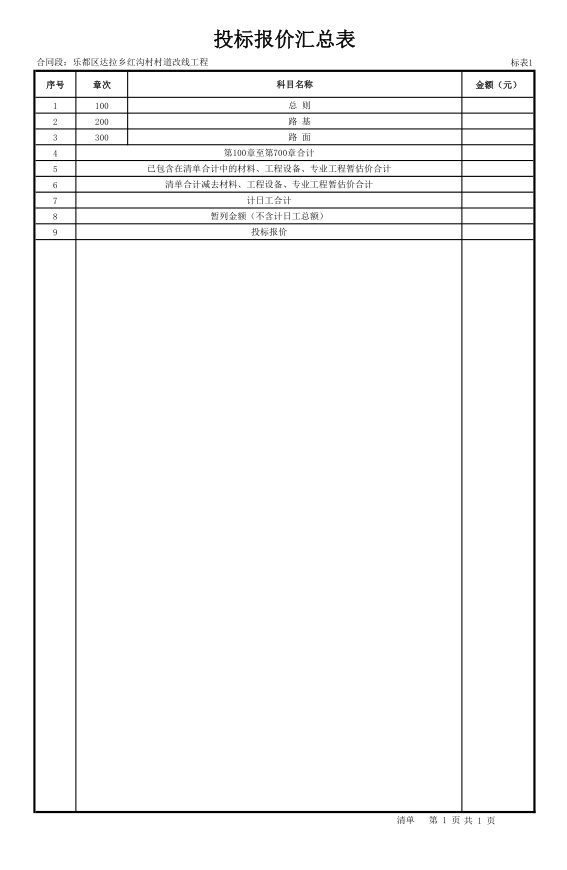 投标报价汇总表
合同段：乐都区达拉乡红沟村村道改线工程 标表1
序号 章次 科目名称 金额（元）
1 100 总 则
2 200 路 基
3 300 路 面
4 第100章至第700章合计
5 已包含在清单合计中的材料、工程设备、专业工程暂估价合计
6 清单合计减去材料、工程设备、专业工程暂估价合计
7 计日工合计
8 暂列金额（不含计日工总额）
9 投标报价
清单 第 1 页 共 1 页